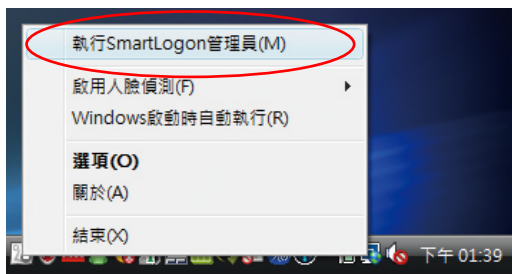 執行SmartLogon管理員(M)
啟用人臉偵測(F)
Windows啟動時自動執行(R)
選項(O)
關於(A)
結束(X)
下午 01:39